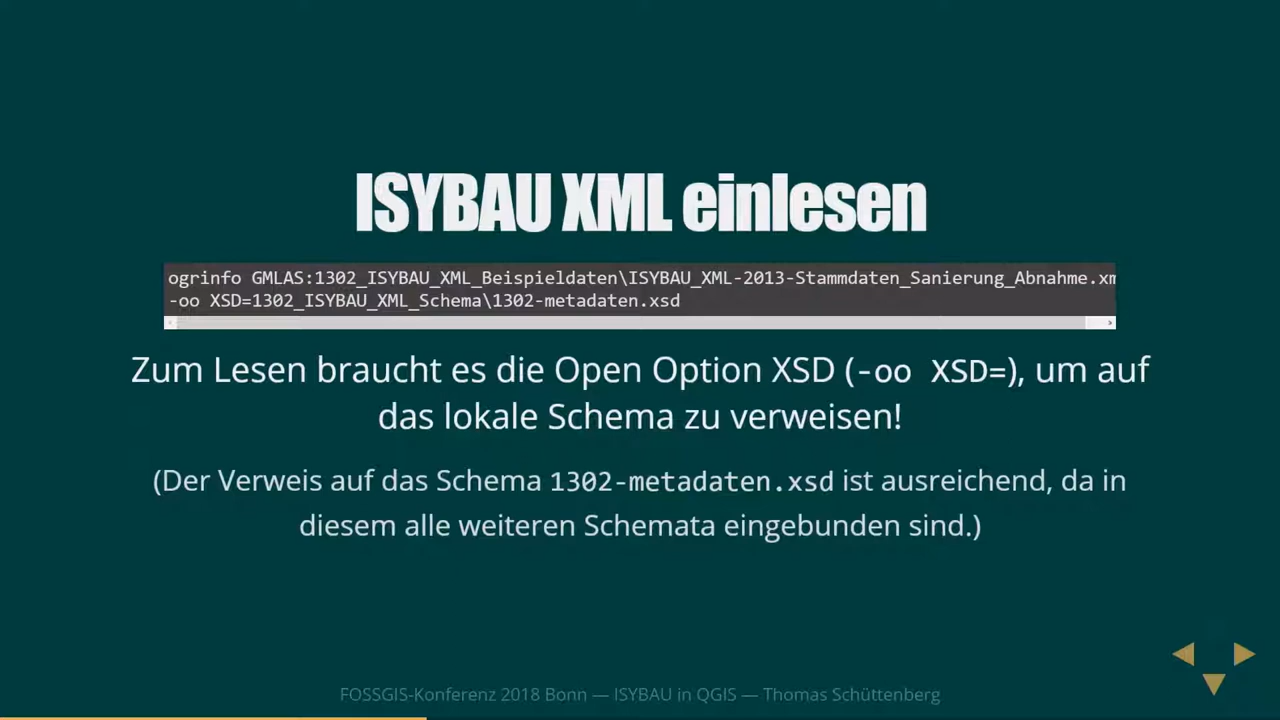 ISYBAU XML einlesen
ogrinfo GMLAS:1302_ISYBAU_XML_Beispieldaten\ISYBAU_XML-2013-Stammdaten_Sanierung_Abnahme.xm
-oo XSD=1302_ISYBAU_XML_Schema\1302-metadaten.xsd
Zum Lesen braucht es die Open Option XSD (-oo XSD=), um auf
das lokale Schema zu verweisen!
(Der Verweis auf das Schema 1302-metadaten.xsd ist ausreichend, da in
diesem alle weiteren Schemata eingebunden sind.)
FOSSGIS-Konferenz 2018 Bonn — ISYBAU in QGIS — Thomas Schüttenberg